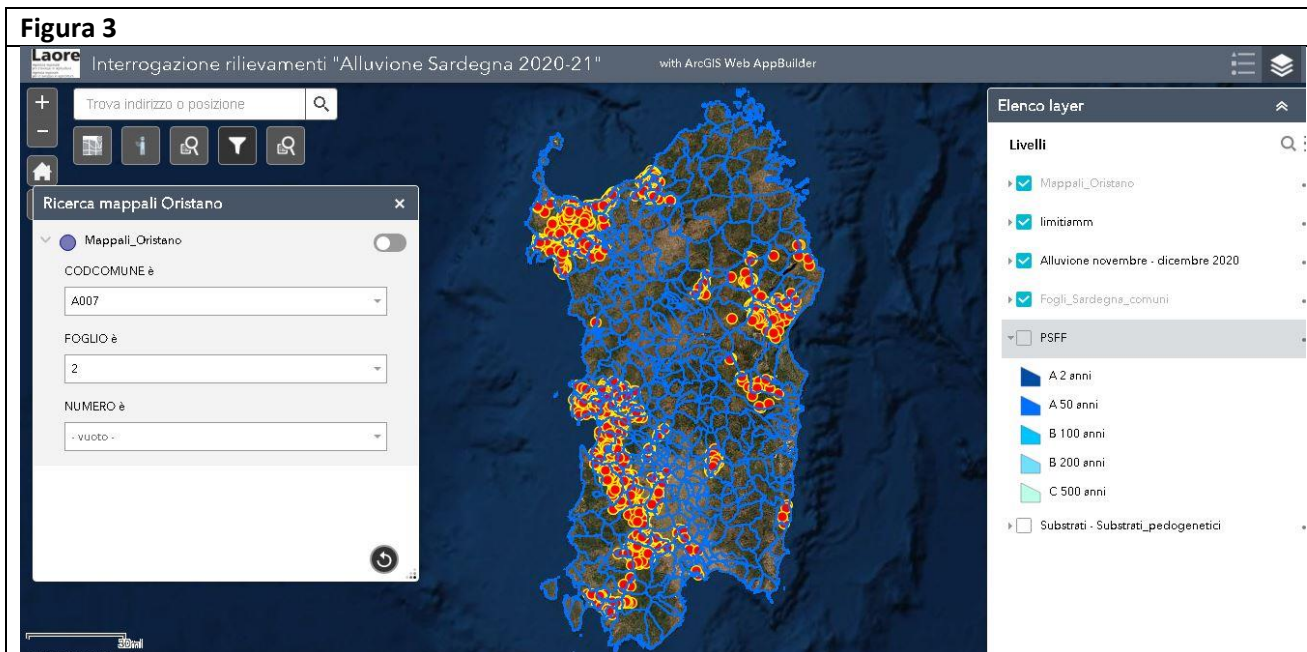 Figura 3
Laore
Interrogazione rilievamenti "Alluvione Sardegna 2020-21"
with ArcGIS Web AppBuilder
+
Trova indirizzo o posizione
-
Ricerca mappali Oristano
×
Mappali_Oristano
CODCOMUNE è
A007
FOGLIO è
2
NUMERO è
- vuoto -
Elenco layer
Livelli
Mappali_Oristano
limitiamm
Alluvione novembre - dicembre 2020
Fogli_Sardegna_comuni
PSFF
A 2 anni
A 50 anni
B 100 anni
B 200 anni
C 500 anni
Substrati - Substrati_pedogenetici